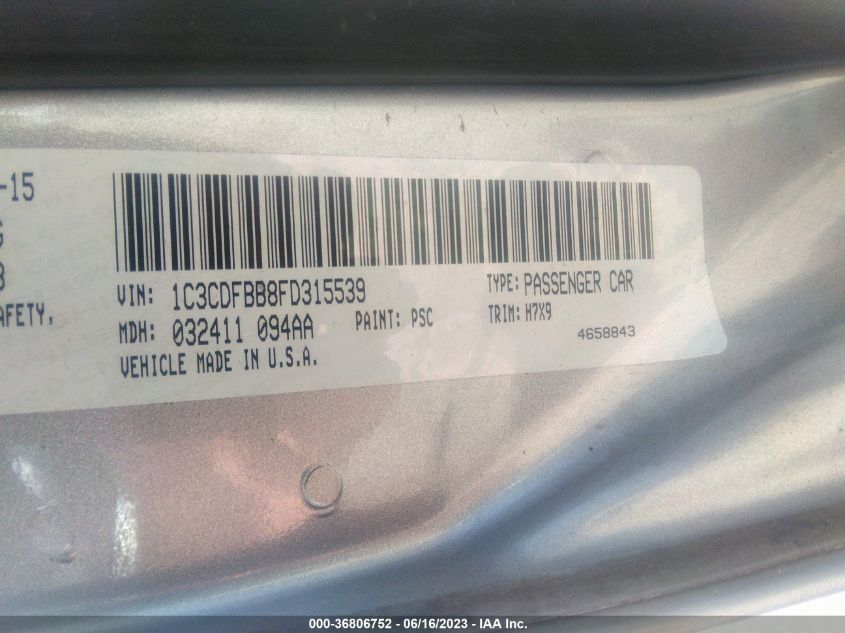 -15
G
8
AFETY,
VIN: 1C3CDFBB8FD315539 TYPE: PASSENGER CAR
MDH: 032411 094AA PAINT: PSC TRIM: H7X9
VEHICLE MADE IN U.S.A. 4658843
000-36806752 - 06/16/2023 - IAA Inc.